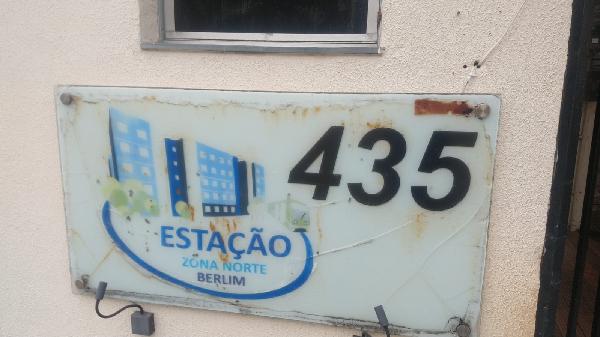 435
ESTAÇÃO
ZONA NORTE
BERLIM